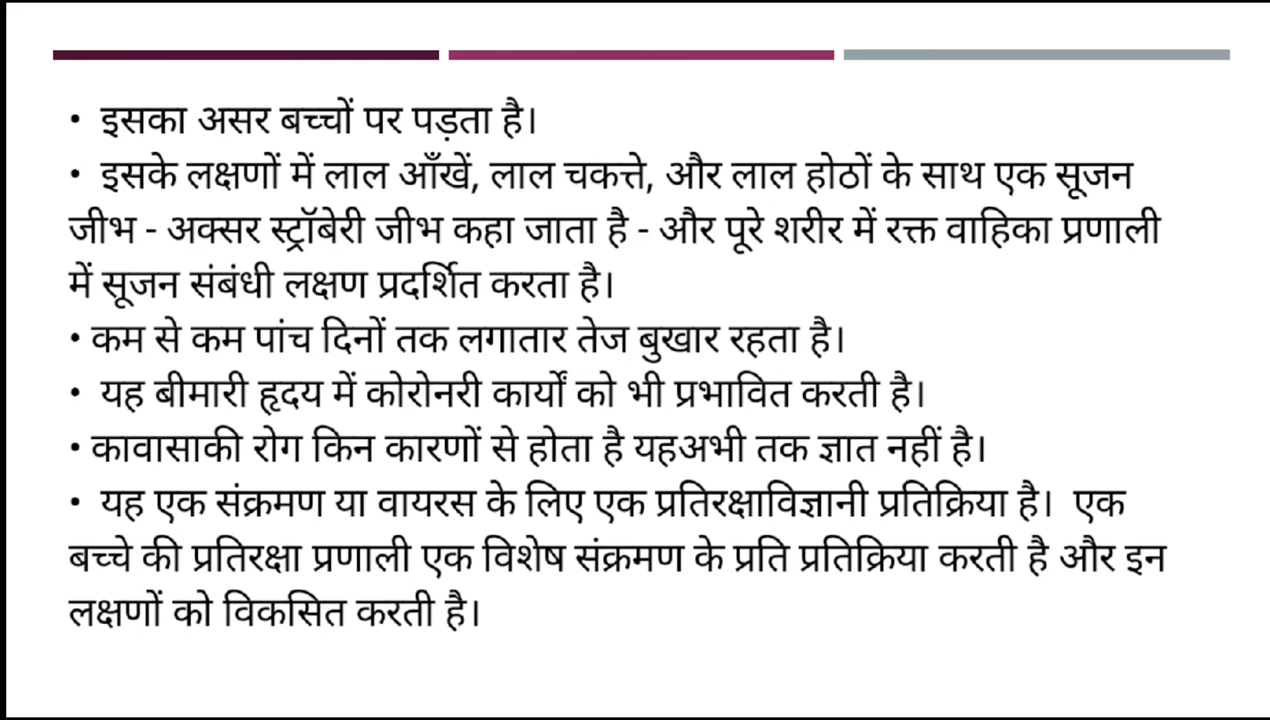 • इसका असर बच्चों पर पड़ता है।
• इसके लक्षणों में लाल आँखें, लाल चकत्ते, और लाल होठों के साथ एक सूजन
जीभ - अक्सर स्ट्रॉबेरी जीभ कहा जाता है - और पूरे शरीर में रक्त वाहिका प्रणाली
में सूजन संबंधी लक्षण प्रदर्शित करता है।
• कम से कम पांच दिनों तक लगातार तेज बुखार रहता है।
• यह बीमारी हृदय में कोरोनरी कार्यों को भी प्रभावित करती है।
• कावासाकी रोग किन कारणों से होता है यहअभी तक ज्ञात नहीं है।
• यह एक संक्रमण या वायरस के लिए एक प्रतिरक्षाविज्ञानी प्रतिक्रिया है। एक
बच्चे की प्रतिरक्षा प्रणाली एक विशेष संक्रमण के प्रति प्रतिक्रिया करती है और इन
लक्षणों को विकसित करती है।